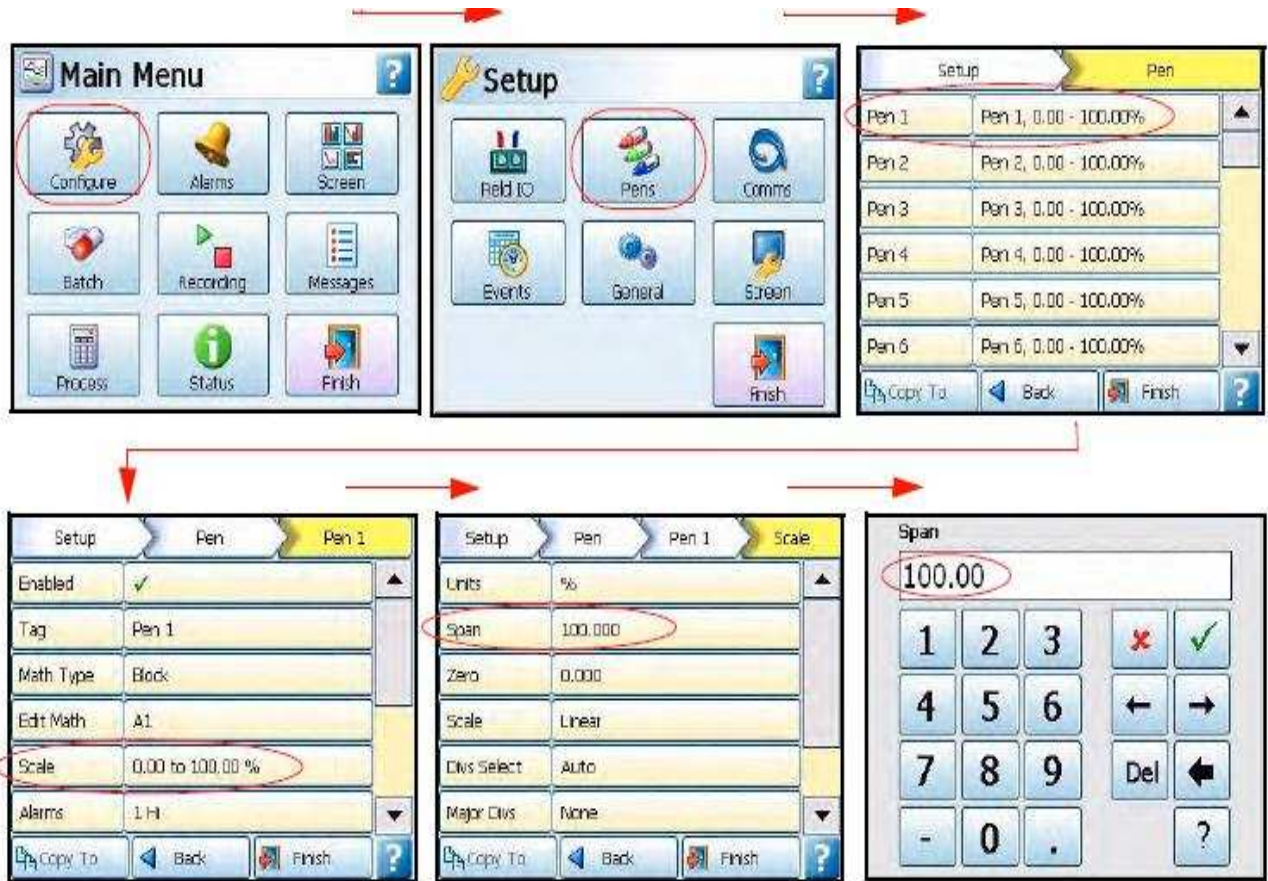 Main Menu ?
Configure Alarms Screen
Batch Recording Messages
Process Status Finish
Setup ?
Field IO Pens Comms
Events General Screen
Finish
Setup Pen
Pen 1 Pen 1, 0.00 - 100.00%
Pen 2 Pen 2, 0.00 - 100.00%
Pen 3 Pen 3, 0.00 - 100.00%
Pen 4 Pen 4, 0.00 - 100.00%
Pen 5 Pen 5, 0.00 - 100.00%
Pen 6 Pen 6, 0.00 - 100.00%
Copy To Back Finish ?
Setup Pen Pen 1
Enabled ✓
Tag Pen 1
Math Type Block
Edit Math A1
Scale 0.00 to 100.00 %
Alarms 1 Hi
Copy To Back Finish ?
Setup Pen Pen 1 Scale
Units %
Span 100.000
Zero 0.000
Scale Linear
Divs Select Auto
Major Divs None
Copy To Back Finish ?
Span
100.00
1 2 3
4 5 6
7 8 9 Del
- 0 . ?